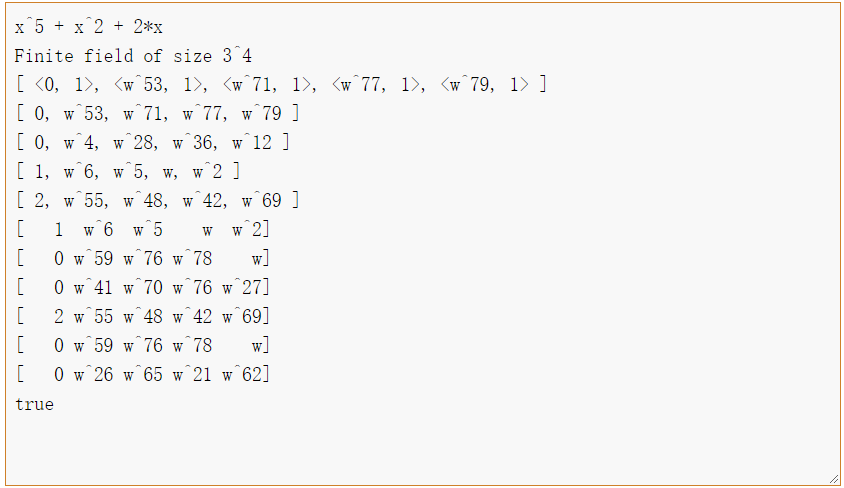 x^5 + x^2 + 2*x
Finite field of size 3^4
[ <0, 1>, <w^53, 1>, <w^71, 1>, <w^77, 1>, <w^79, 1> ]
[ 0, w^53, w^71, w^77, w^79 ]
[ 0, w^4, w^28, w^36, w^12 ]
[ 1, w^6, w^5, w, w^2 ]
[ 2, w^55, w^48, w^42, w^69 ]
[   1  w^6  w^5    w  w^2]
[   0 w^59 w^76 w^78    w]
[   0 w^41 w^70 w^76 w^27]
[   2 w^55 w^48 w^42 w^69]
[   0 w^59 w^76 w^78    w]
[   0 w^26 w^65 w^21 w^62]
true